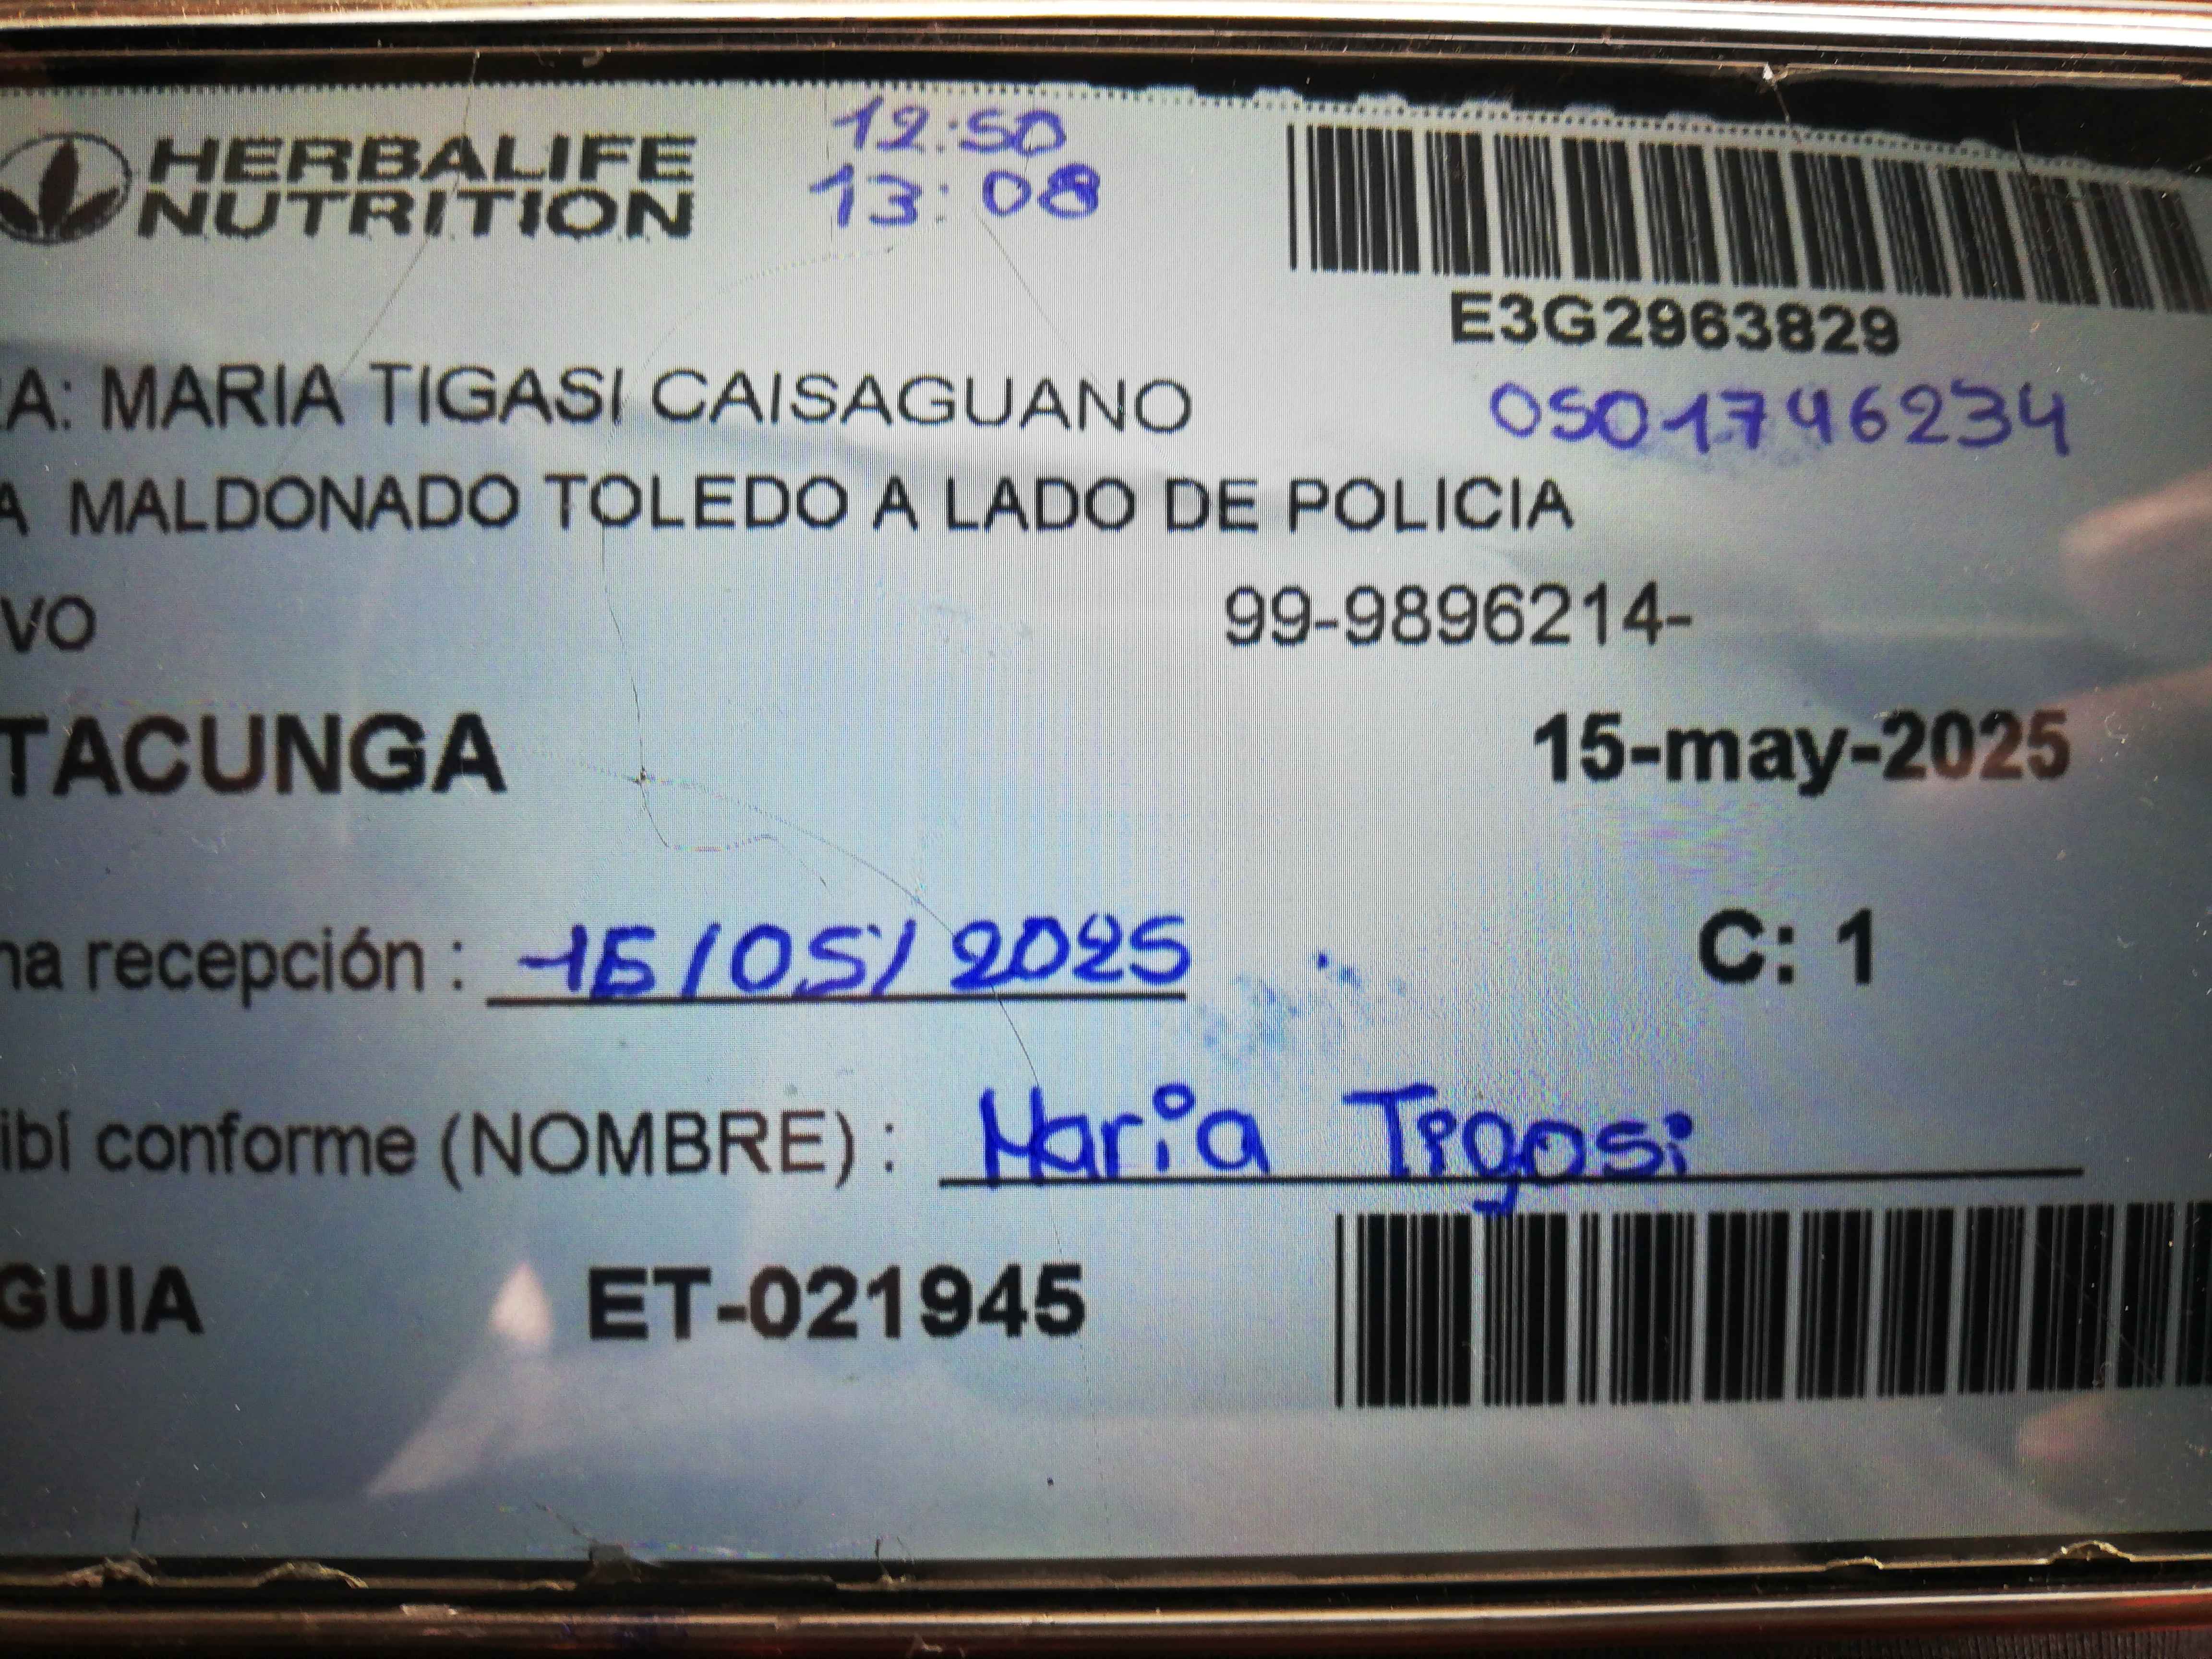 HERBALIFE
NUTRITION
12:50
13:08
E3G2963829
RA: MARIA TIGASI CAISAGUANO
0501746234
A MALDONADO TOLEDO A LADO DE POLICIA
VO
99-9896214-
TACUNGA
15-may-2025
ha recepción : 15/05/2025
C: 1
ibí conforme (NOMBRE) : Maria Tigasi
GUIA ET-021945